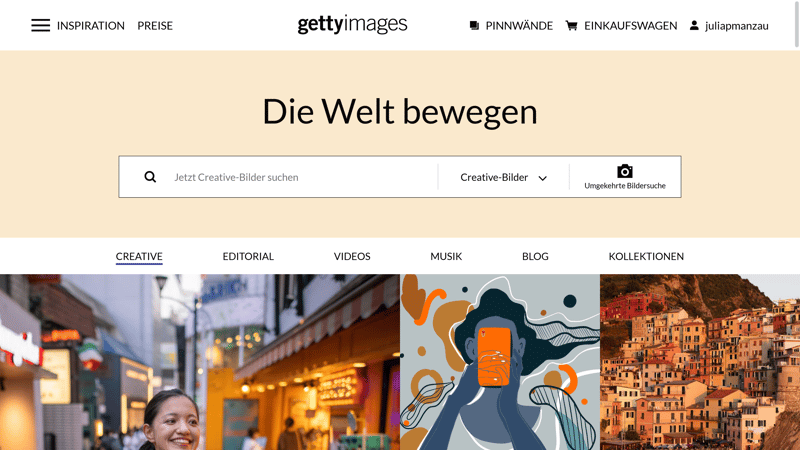 INSPIRATION PREISE gettyimages PINNWÄNDE EINKAUFSWAGEN juliapmanzau
Die Welt bewegen
Jetzt Creative-Bilder suchen Creative-Bilder Umgekehrte Bildersuche
CREATIVE EDITORIAL VIDEOS MUSIK BLOG KOLLEKTIONEN